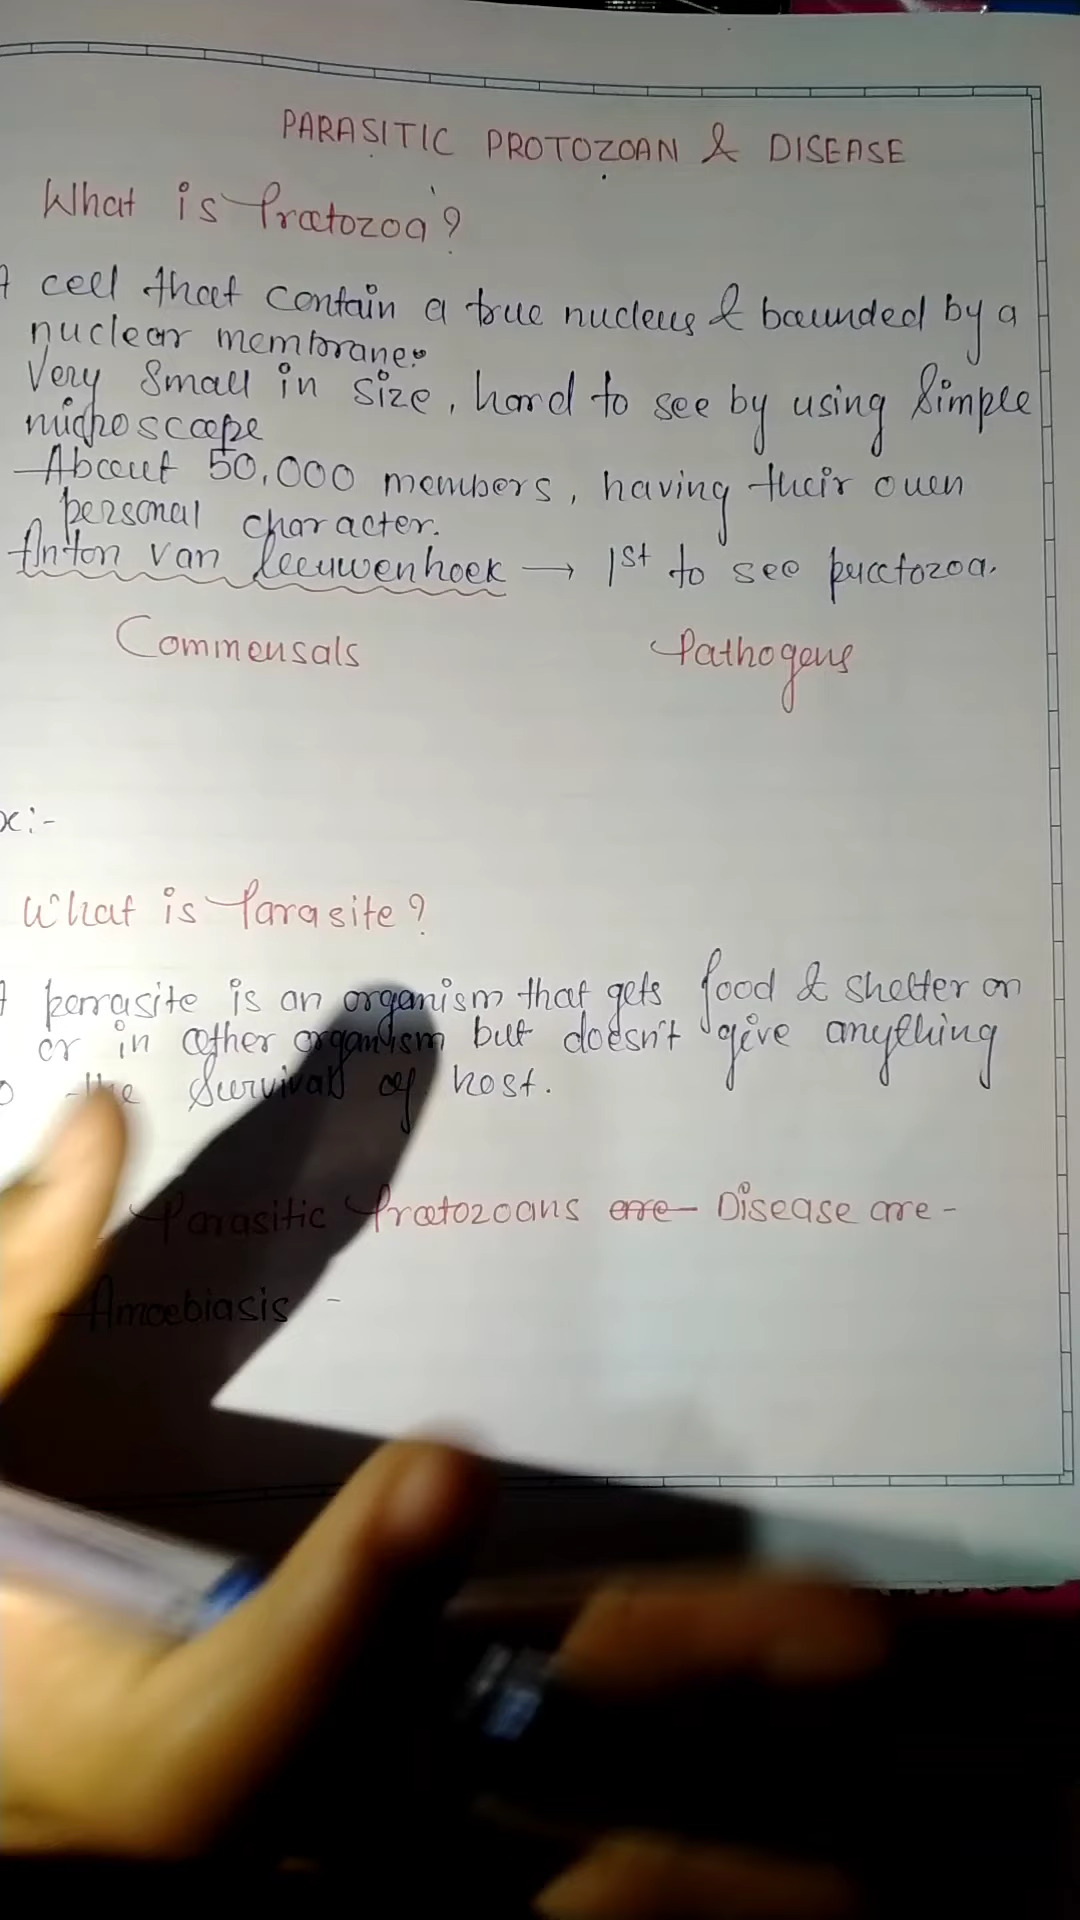 PARASITIC PROTOZOAN & DISEASE
What is Protozoa?
A cell that contain a true nucleus & bounded by a
nuclear membrane.
Very Small in size, hard to see by using Simple
microscope
About 50,000 members, having their own
personal character.
Anton van leeuwenhoek → 1st to see protozoa.
Commensals Pathogens
x:-
What is Parasite?
A parasite is an organism that gets food & shelter on
or in other organism but doesn't give anything
the Survival of host.
Parasitic Protozoans are Disease are -
Amoebiasis -